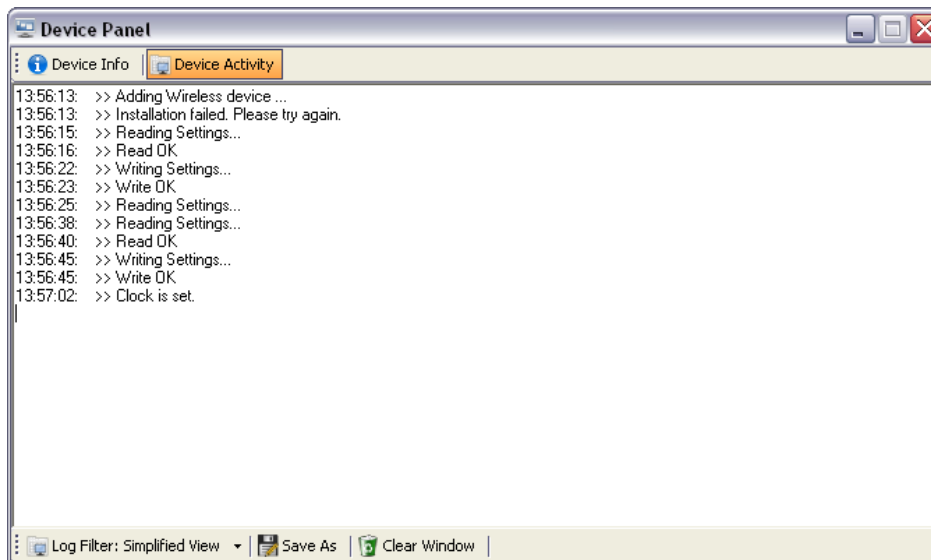 Device Panel
Device Info Device Activity
13:56:13: >> Adding Wireless device ...
13:56:13: >> Installation failed. Please try again.
13:56:15: >> Reading Settings...
13:56:16: >> Read OK
13:56:22: >> Writing Settings...
13:56:23: >> Write OK
13:56:25: >> Reading Settings...
13:56:38: >> Reading Settings...
13:56:40: >> Read OK
13:56:45: >> Writing Settings...
13:56:45: >> Write OK
13:57:02: >> Clock is set.
Log Filter: Simplified View Save As Clear Window